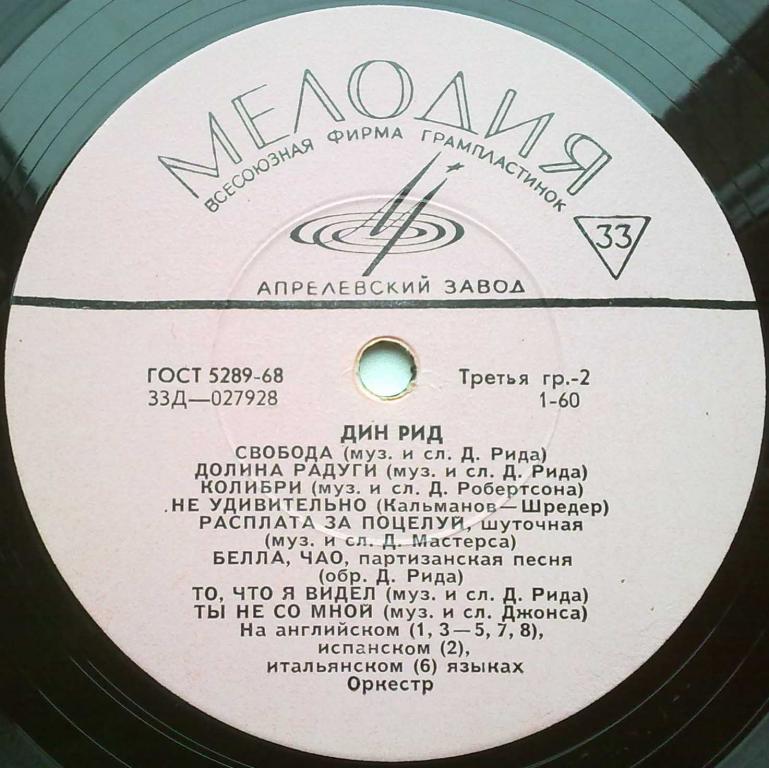 МЕЛОДИЯ
ВСЕСОЮЗНАЯ ФИРМА ГРАМПЛАСТИНОК
33
АПРЕЛЕВСКИЙ ЗАВОД
ГОСТ 5289-68 Третья гр.-2
33Д—027928 1-60
ДИН РИД
СВОБОДА (муз. и сл. Д. Рида)
ДОЛИНА РАДУГИ (муз. и сл. Д. Рида)
КОЛИБРИ (муз. и сл. Д. Робертсона)
НЕ УДИВИТЕЛЬНО (Кальманов—Шредер)
РАСПЛАТА ЗА ПОЦЕЛУЙ, шуточная
(муз. и сл. Д. Мастерса)
БЕЛЛА, ЧАО, партизанская песня
(обр. Д. Рида)
ТО, ЧТО Я ВИДЕЛ (муз. и сл. Д. Рида)
ТЫ НЕ СО МНОЙ (муз. и сл. Джонса)
На английском (1, 3—5, 7, 8),
испанском (2),
итальянском (6) языках
Оркестр